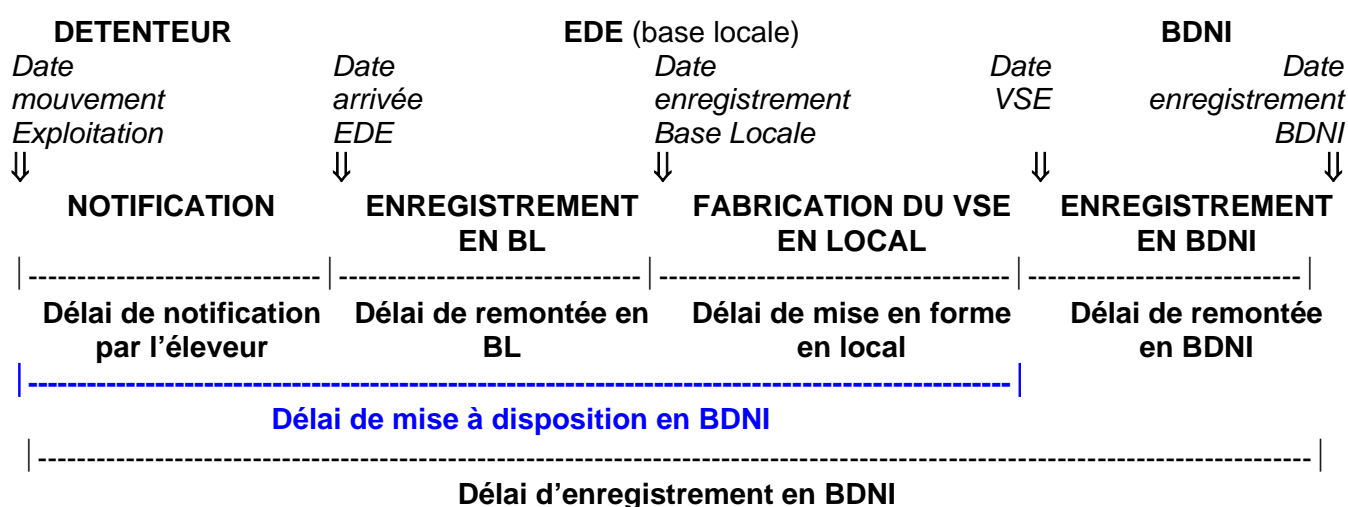 DETENTEUR EDE (base locale) BDNI
Date Date Date Date Date
mouvement arrivée enregistrement VSE enregistrement
Exploitation EDE Base Locale BDNI
⇓ ⇓ ⇓ ⇓ ⇓
NOTIFICATION ENREGISTREMENT FABRICATION DU VSE ENREGISTREMENT
EN BL EN LOCAL EN BDNI
|------------------------------|-------------------------------|------------------------------------|----------------------------|
Délai de notification Délai de remontée en Délai de mise en forme Délai de remontée
par l’éleveur BL en local en BDNI
|----------------------------------------------------------------------------------------------------|
Délai de mise à disposition en BDNI
|----------------------------------------------------------------------------------------------------------------------------------|
Délai d’enregistrement en BDNI